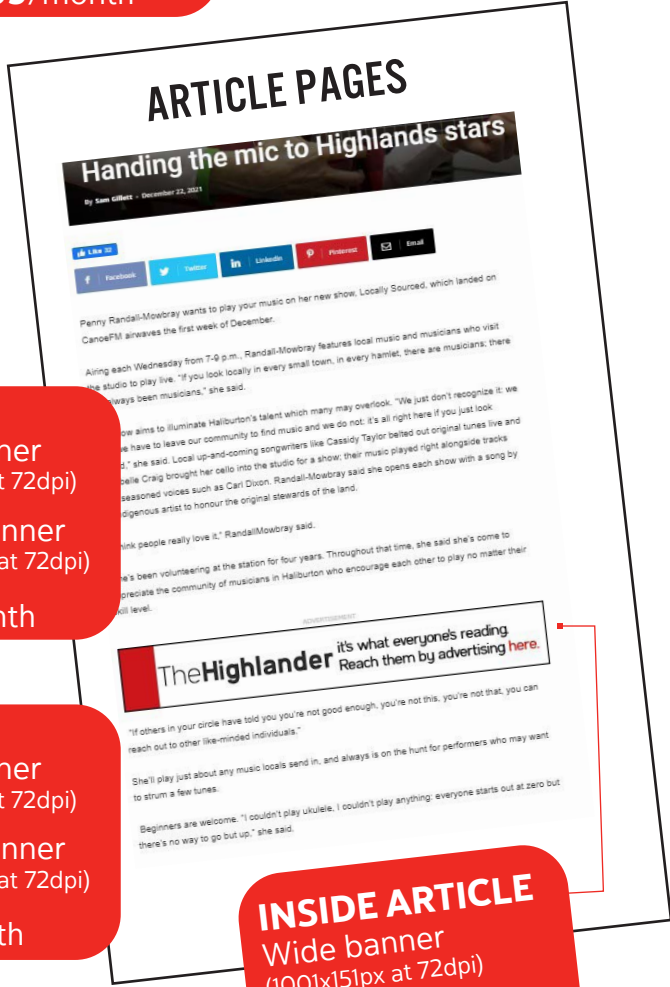 /month
ARTICLE PAGES
Handing the mic to Highlands stars
By Sam Gillett - December 22, 2021
Like 32
Facebook
Twitter
Linkedin
Pinterest
Email
Penny Randall-Mowbray wants to play your music on her new show, Locally Sourced, which landed on
CanoeFM airwaves the first week of December.
Airing each Wednesday from 7-9 p.m., Randall-Mowbray features local music and musicians who visit
the studio to play live. "If you look locally in every small town, in every hamlet, there are musicians; there
always been musicians," she said.
ow aims to illuminate Haliburton's talent which many may overlook. "We just don't recognize it: we
have to leave our community to find music and we do not: it's all right here if you just look
," she said. Local up-and-coming songwriters like Cassidy Taylor belted out original tunes live and
elle Craig brought her cello into the studio for a show; their music played right alongside tracks
seasoned voices such as Carl Dixon. Randall-Mowbray said she opens each show with a song by
digenous artist to honour the original stewards of the land.
hink people really love it," RandallMowbray said.
e's been volunteering at the station for four years. Throughout that time, she said she's come to
preciate the community of musicians in Haliburton who encourage each other to play no matter their
ill level.
ADVERTISEMENT
TheHighlander it's what everyone's reading.
Reach them by advertising here.
"If others in your circle have told you you're not good enough, you're not this, you're not that, you can
reach out to other like-minded individuals."
She'll play just about any music locals send in, and always is on the hunt for performers who may want
to strum a few tunes.
Beginners are welcome. "I couldn't play ukulele, I couldn't play anything: everyone starts out at zero but
there's no way to go but up," she said.
ner
t 72dpi)
nner
at 72dpi)
nth
ner
t 72dpi)
nner
at 72dpi)
th
INSIDE ARTICLE
Wide banner
(1001x151px at 72dpi)